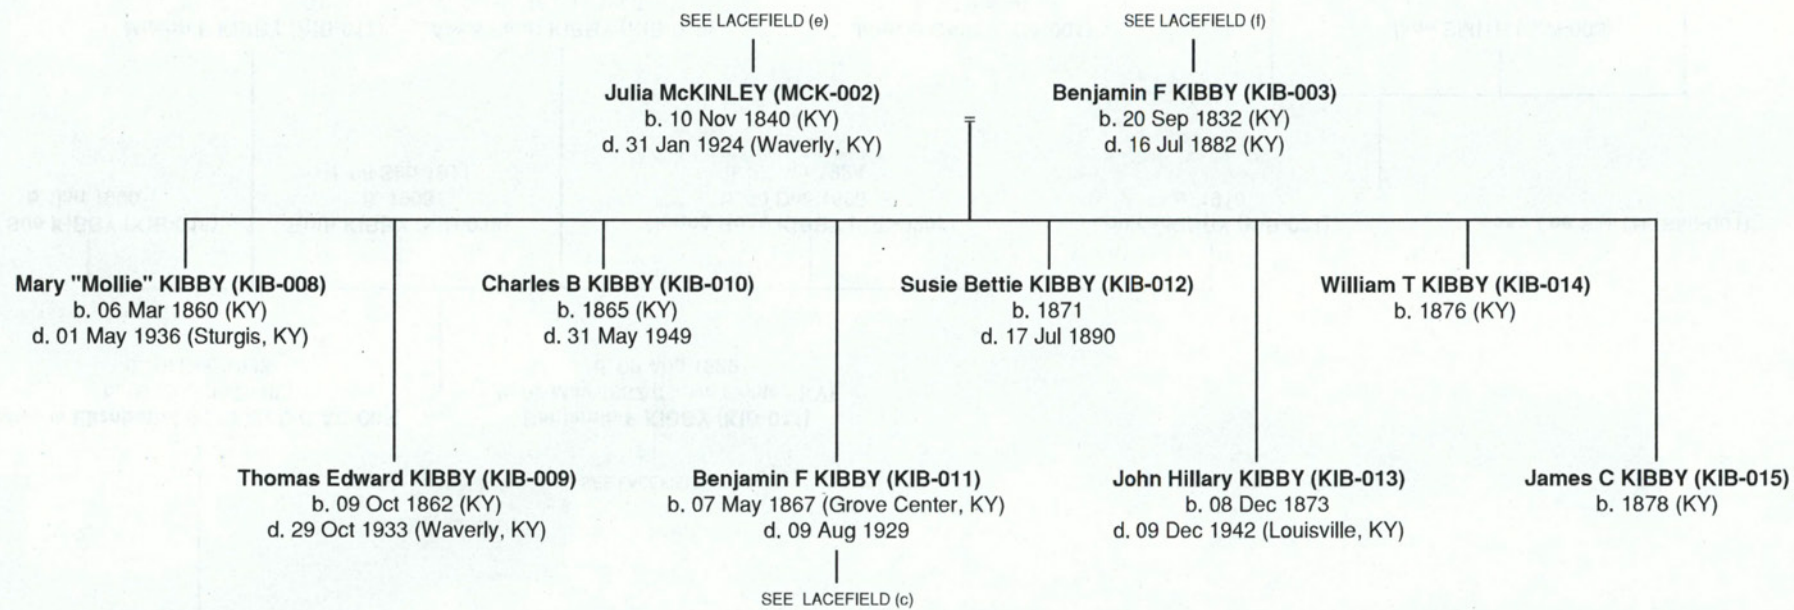 SEE LACEFIELD (e)
SEE LACEFIELD (f)
Julia McKINLEY (MCK-002)
b. 10 Nov 1840 (KY)
d. 31 Jan 1924 (Waverly, KY)
=
Benjamin F KIBBY (KIB-003)
b. 20 Sep 1832 (KY)
d. 16 Jul 1882 (KY)
Mary "Mollie" KIBBY (KIB-008)
b. 06 Mar 1860 (KY)
d. 01 May 1936 (Sturgis, KY)
Charles B KIBBY (KIB-010)
b. 1865 (KY)
d. 31 May 1949
Susie Bettie KIBBY (KIB-012)
b. 1871
d. 17 Jul 1890
William T KIBBY (KIB-014)
b. 1876 (KY)
Thomas Edward KIBBY (KIB-009)
b. 09 Oct 1862 (KY)
d. 29 Oct 1933 (Waverly, KY)
Benjamin F KIBBY (KIB-011)
b. 07 May 1867 (Grove Center, KY)
d. 09 Aug 1929
John Hillary KIBBY (KIB-013)
b. 08 Dec 1873
d. 09 Dec 1942 (Louisville, KY)
James C KIBBY (KIB-015)
b. 1878 (KY)
SEE LACEFIELD (c)